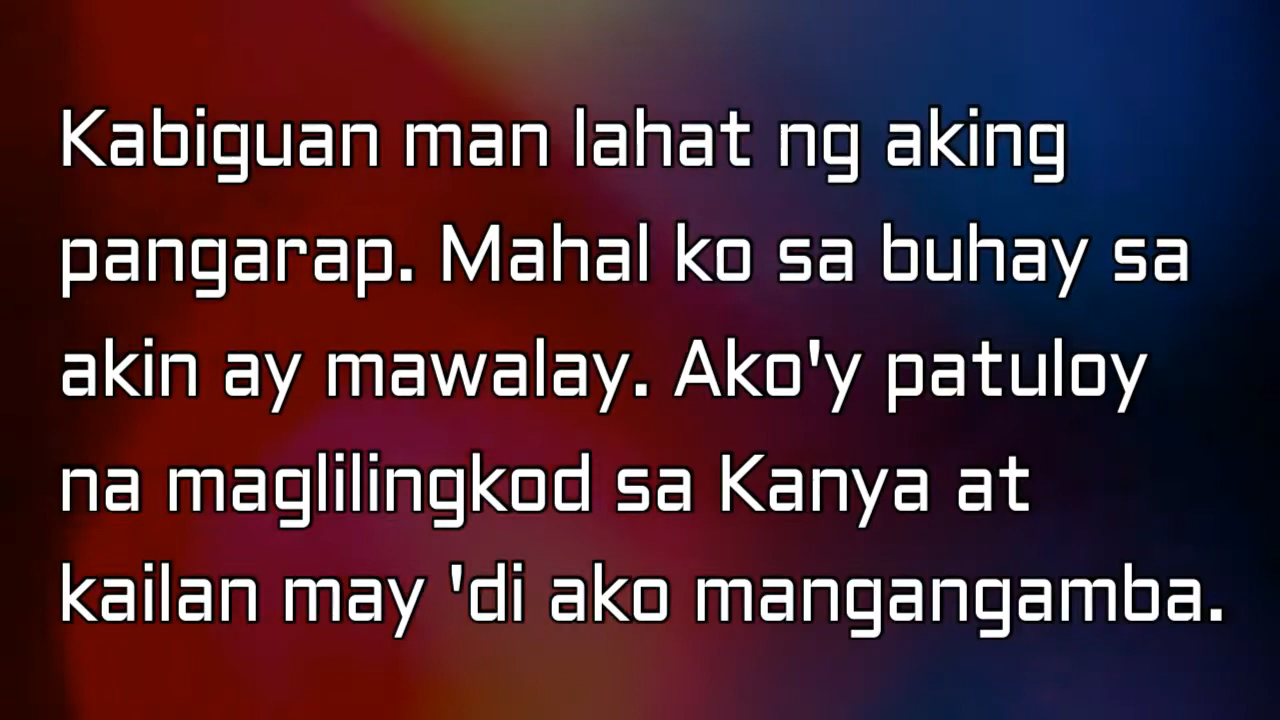 Kabiguan man lahat ng aking
pangarap. Mahal ko sa buhay sa
akin ay mawalay. Ako'y patuloy
na maglilingkod sa Kanya at
kailan may 'di ako mangangamba.